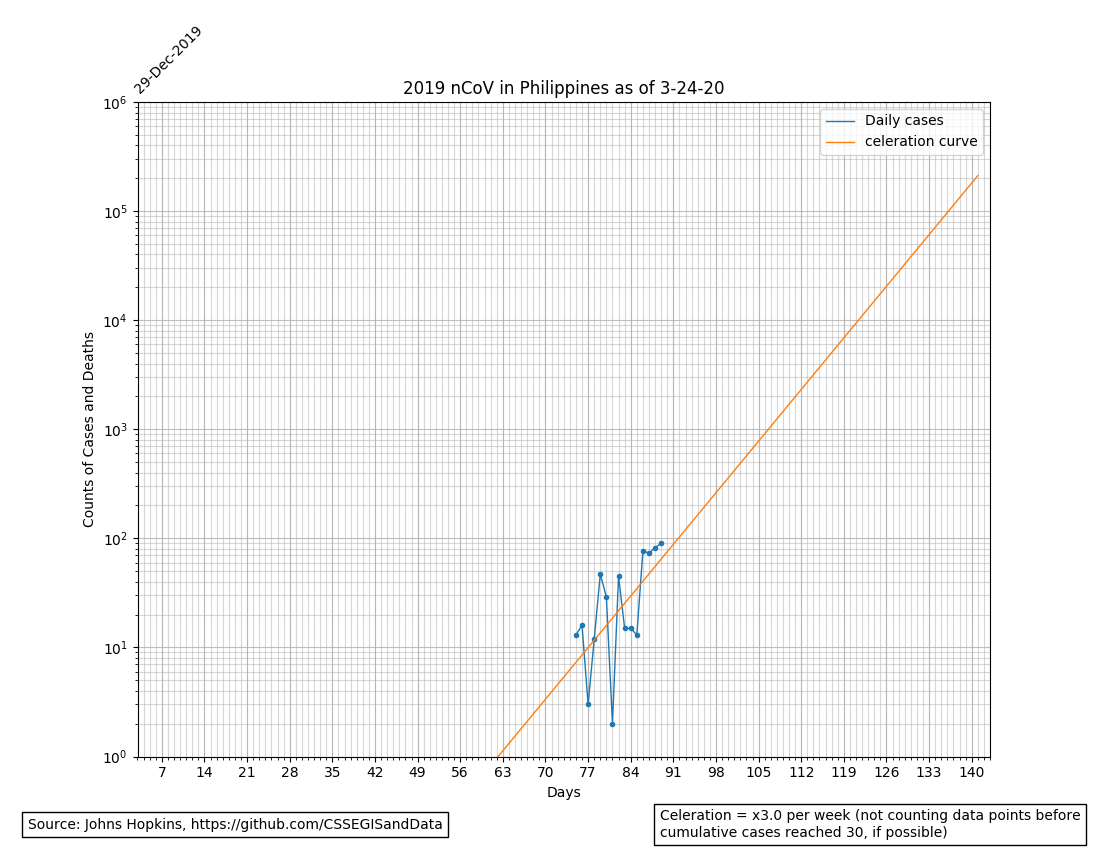 29-Dec-2019
2019 nCoV in Philippines as of 3-24-20
Daily cases
celeration curve
10^6
10^5
10^4
10^3
10^2
10^1
10^0
Counts of Cases and Deaths
7 14 21 28 35 42 49 56 63 70 77 84 91 98 105 112 119 126 133 140
Days
Source: Johns Hopkins, https://github.com/CSSEGISandData
Celeration = x3.0 per week (not counting data points before
cumulative cases reached 30, if possible)